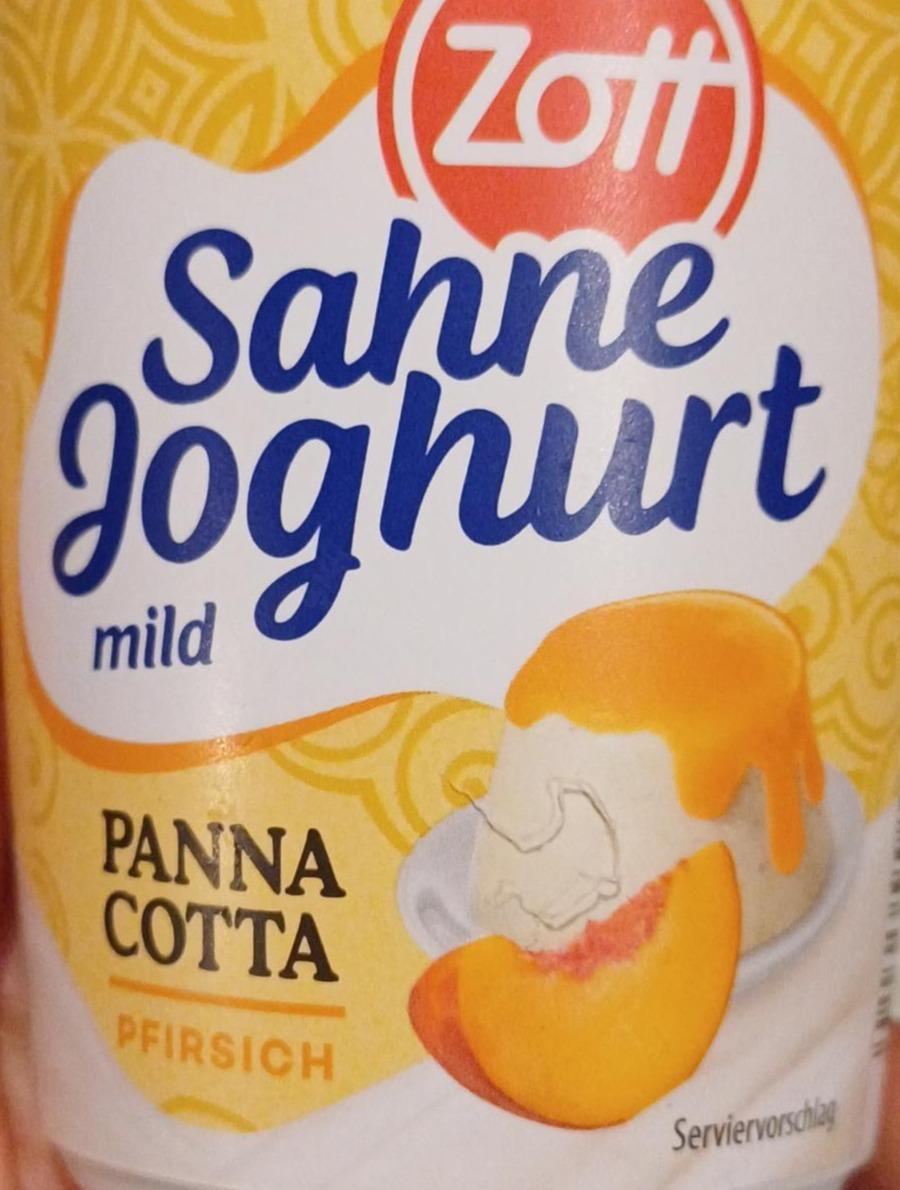 Zott
Sahne
Joghurt
mild
PANNA
COTTA
PFIRSICH
Serviervorschlag